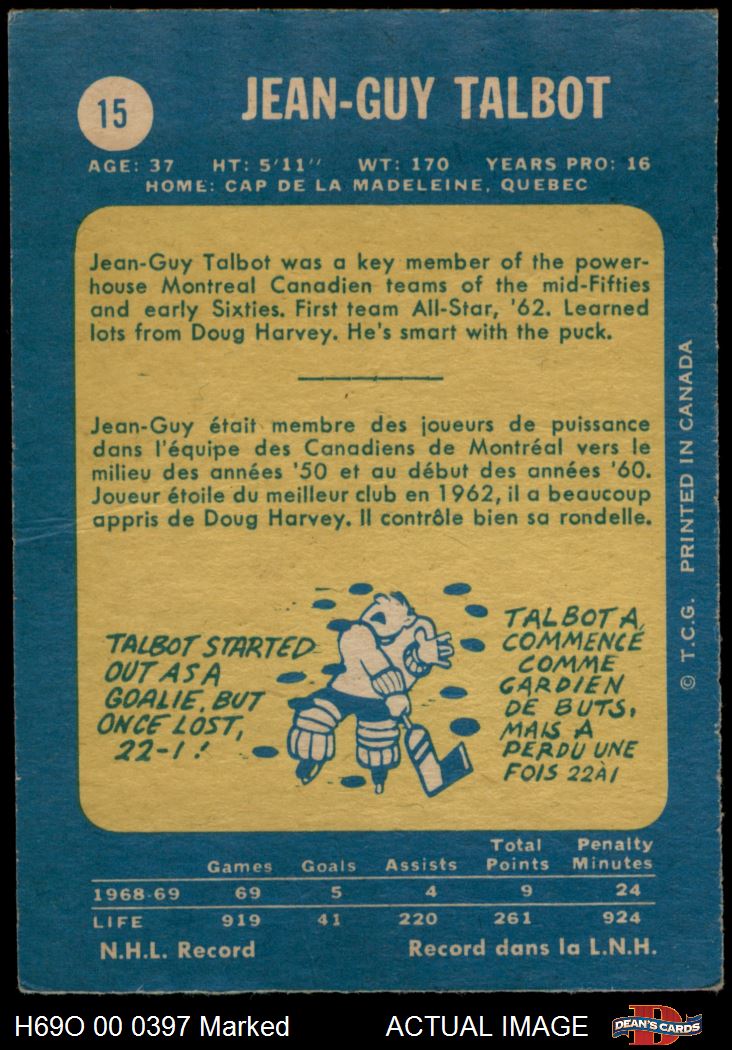 15
JEAN-GUY TALBOT
AGE: 37 HT: 5'11'' WT: 170 YEARS PRO: 16
HOME: CAP DE LA MADELEINE, QUEBEC
Jean-Guy Talbot was a key member of the power-
house Montreal Canadien teams of the mid-Fifties
and early Sixties. First team All-Star, '62. Learned
lots from Doug Harvey. He's smart with the puck.
Jean-Guy était membre des joueurs de puissance
dans l'équipe des Canadiens de Montréal vers le
milieu des années '50 et au début des années '60.
Joueur étoile du meilleur club en 1962, il a beaucoup
appris de Doug Harvey. Il contrôle bien sa rondelle.
TALBOT STARTED
OUT AS A
GOALIE, BUT
ONCE LOST,
22-1!
TALBOT A
COMMENCÉ
COMME
GARDIEN
DE BUTS,
MAIS A
PERDU UNE
FOIS 22À1
© T.C.G. PRINTED IN CANADA
Games Goals Assists Total Points Penalty Minutes
1968-69 69 5 4 9 24
LIFE 919 41 220 261 924
N.H.L. Record Record dans la L.N.H.
H69O 00 0397 Marked ACTUAL IMAGE
D
DEAN'S CARDS